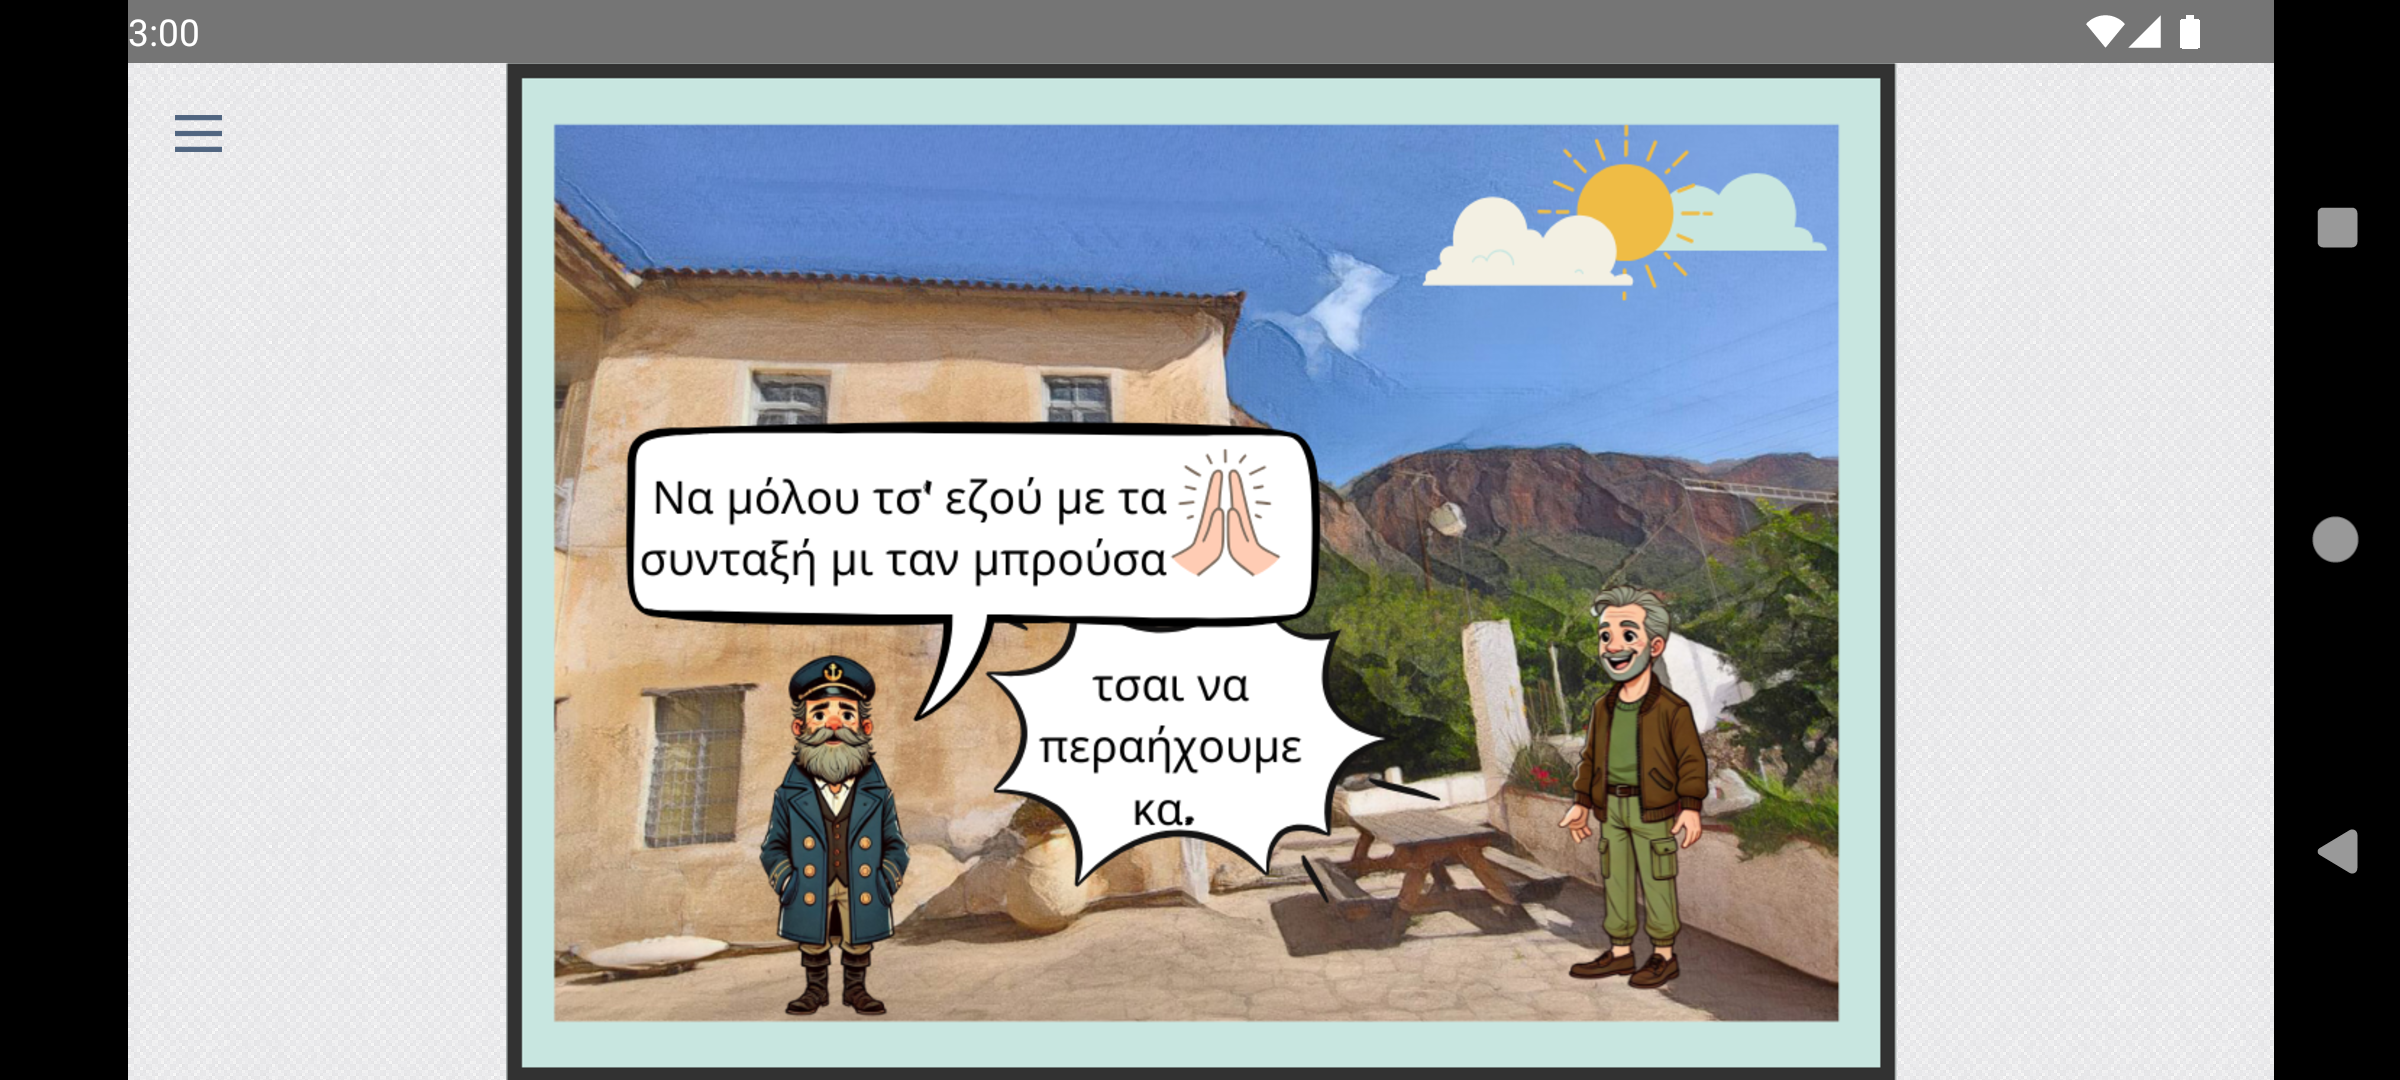 3:00
Να μόλου τσ' εζού με τα
συνταξή μι ταν μπρούσα
τσαι να
περαήχουμε
κα.